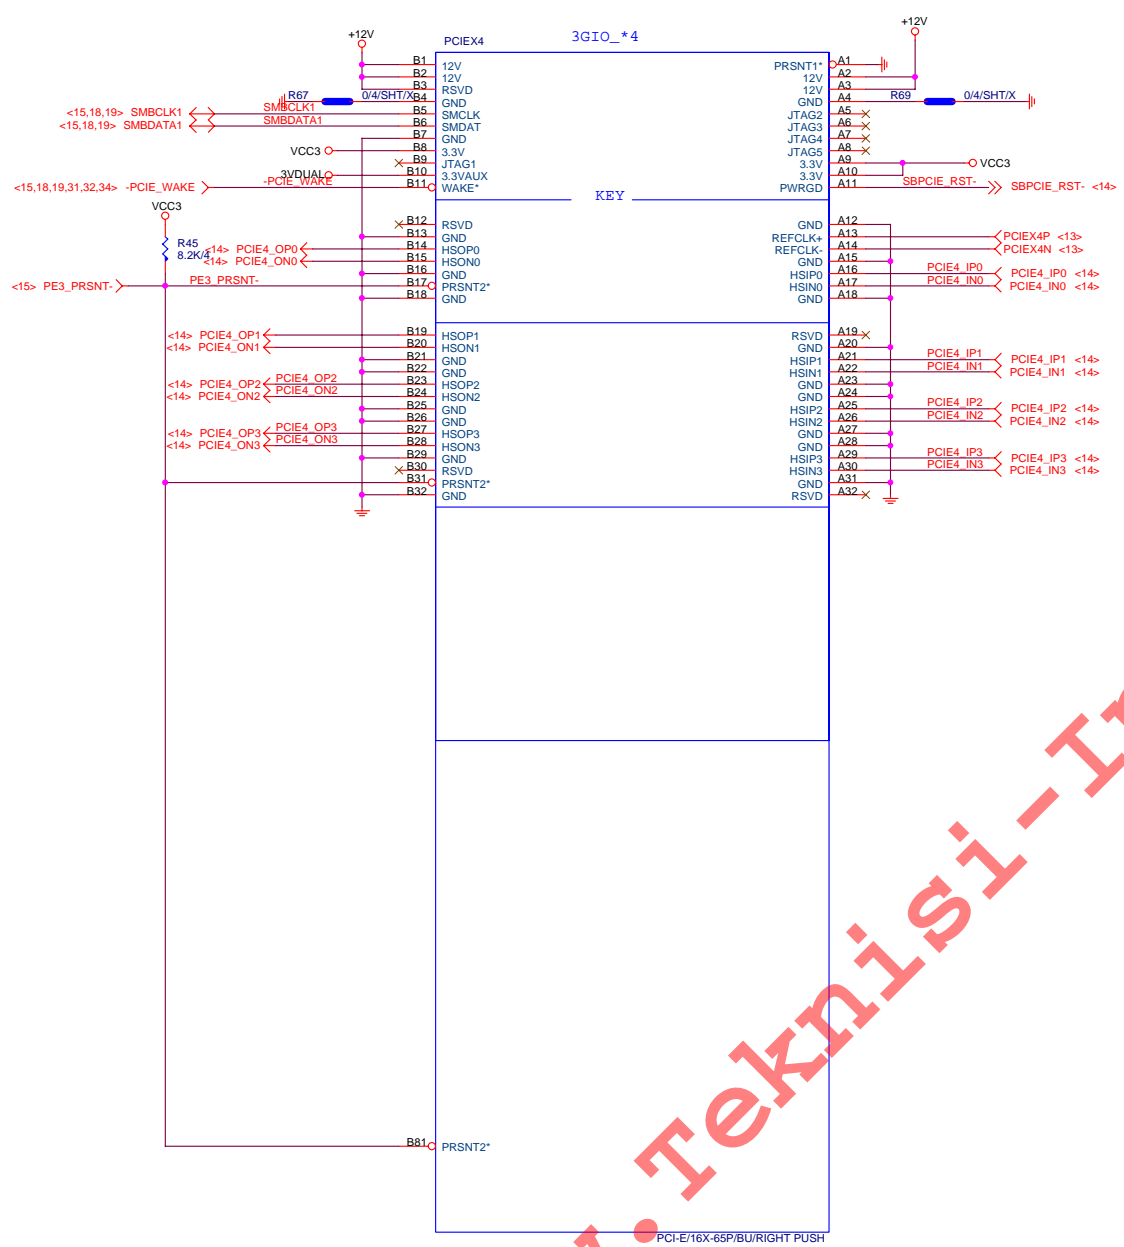 +12V
+12V
3GIO_*4
PCIEX4
B1 12V PRSNT1* A1
B2 12V 12V A2
B3 RSVD 12V A3
R67 0/4/SHT/X B4 GND GND A4 R69 0/4/SHT/X
<15,18,19> SMBCLK1 SMBCLK1 B5 SMCLK JTAG2 A5
<15,18,19> SMBDATA1 SMBDATA1 B6 SMDAT JTAG3 A6
B7 GND JTAG4 A7
VCC3 B8 3.3V JTAG5 A8
B9 JTAG1 3.3V A9 VCC3
3VDUAL B10 3.3VAUX 3.3V A10
<15,18,19,31,32,34> -PCIE_WAKE -PCIE_WAKE B11 WAKE* PWRGD A11 SBPCIE_RST- SBPCIE_RST- <14>
KEY
VCC3
B12 RSVD GND A12
B13 GND REFCLK+ A13 PCIEX4P <13>
R45
8.2K/4
<14> PCIE4_OP0 B14 HSOP0 REFCLK- A14 PCIEX4N <13>
<14> PCIE4_ON0 B15 HSON0 GND A15
B16 GND HSIP0 A16 PCIE4_IP0 PCIE4_IP0 <14>
<15> PE3_PRSNT- PE3_PRSNT- B17 PRSNT2* HSIN0 A17 PCIE4_IN0 PCIE4_IN0 <14>
B18 GND GND A18
<14> PCIE4_OP1 B19 HSOP1 RSVD A19
<14> PCIE4_ON1 B20 HSON1 GND A20
B21 GND HSIP1 A21 PCIE4_IP1 PCIE4_IP1 <14>
B22 GND HSIN1 A22 PCIE4_IN1 PCIE4_IN1 <14>
<14> PCIE4_OP2 PCIE4_OP2 B23 HSOP2 GND A23
<14> PCIE4_ON2 PCIE4_ON2 B24 HSON2 GND A24
B25 GND HSIP2 A25 PCIE4_IP2 PCIE4_IP2 <14>
B26 GND HSIN2 A26 PCIE4_IN2 PCIE4_IN2 <14>
<14> PCIE4_OP3 PCIE4_OP3 B27 HSOP3 GND A27
<14> PCIE4_ON3 PCIE4_ON3 B28 HSON3 GND A28
B29 GND HSIP3 A29 PCIE4_IP3 PCIE4_IP3 <14>
B30 RSVD HSIN3 A30 PCIE4_IN3 PCIE4_IN3 <14>
B31 PRSNT2* GND A31
B32 GND RSVD A32
B81 PRSNT2*
PCI-E/16X-65P/BU/RIGHT PUSH
.Teknisi-I